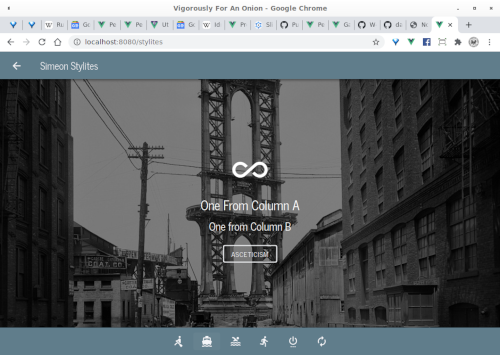 Vigorously For An Onion - Google Chrome
localhost:8080/stylites
Simeon Stylites
One From Column A
One from Column B
ASCETICISM